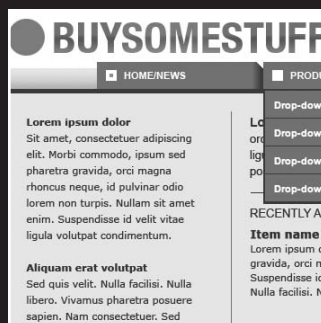 BUYSOMESTUFF
HOME/NEWS
Lorem ipsum dolor
Sit amet, consectetuer adipiscing
elit. Morbi commodo, ipsum sed
pharetra gravida, orci magna
rhoncus neque, id pulvinar odio
lorem non turpis. Nullam sit amet
enim. Suspendisse id velit vitae
ligula volutpat condimentum.
Aliquam erat volutpat
Sed quis velit. Nulla facilisi. Nulla
libero. Vivamus pharetra posuere
sapien. Nam consectetuer. Sed
PRODU
Drop-dow
Drop-dow
Drop-dow
Drop-dow
Lo
orc
lig
po
RECENTLY A
Item name
Lorem ipsum d
gravida, orci m
Suspendisse id
Nulla facilisi. N